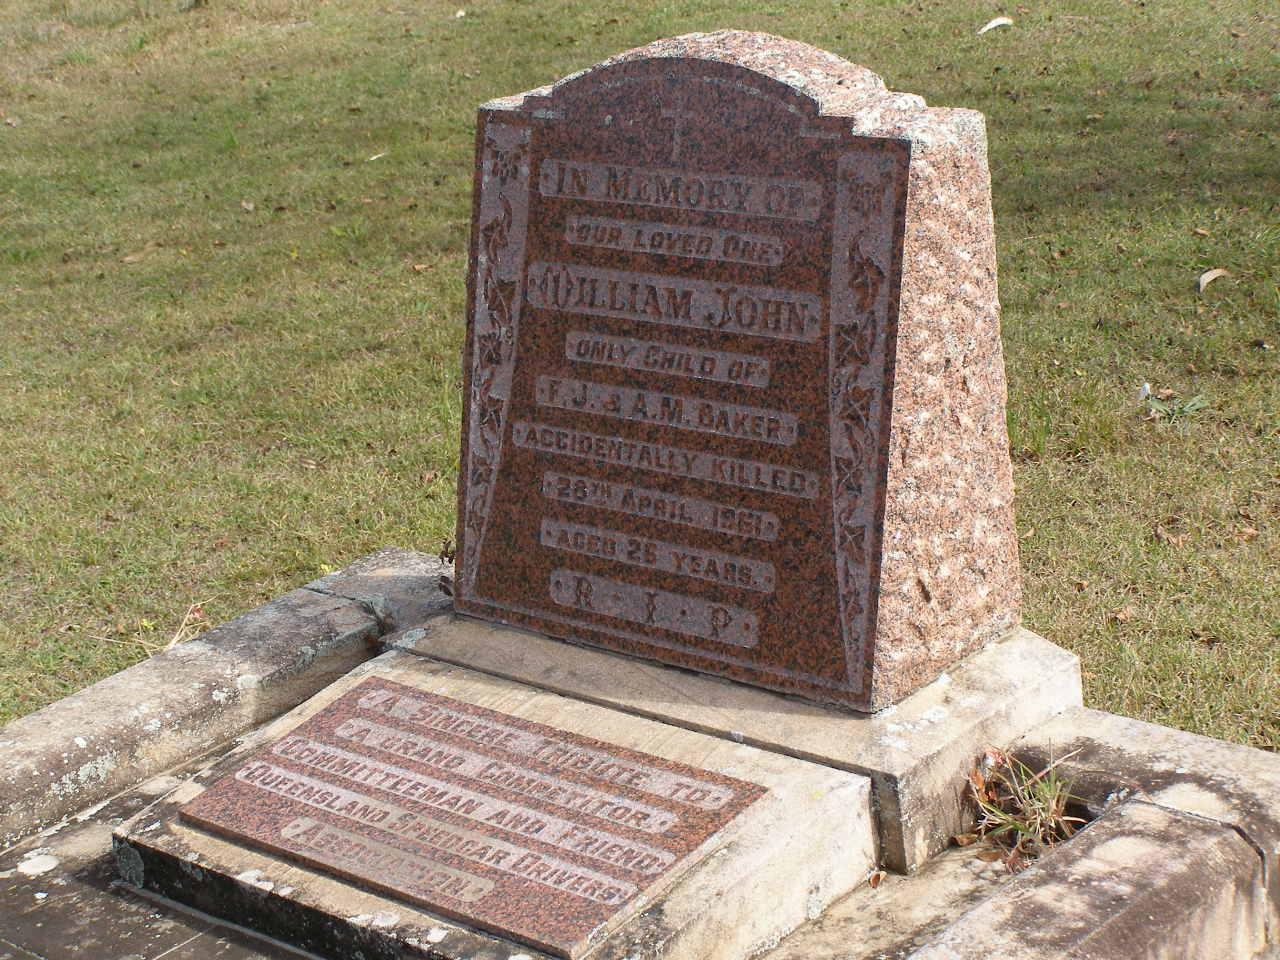 IN MEMORY OF
OUR LOVED ONE
WILLIAM JOHN
ONLY CHILD OF
F.J. & A.M. BAKER
ACCIDENTALLY KILLED
28TH APRIL 1961
AGED 25 YEARS.
R · I · P
A SINCERE TRIBUTE TO
A GRAND COMPETITOR
COMMITTEEMAN AND FRIEND
QUEENSLAND SPEEDCAR DRIVERS
ASSOCIATION